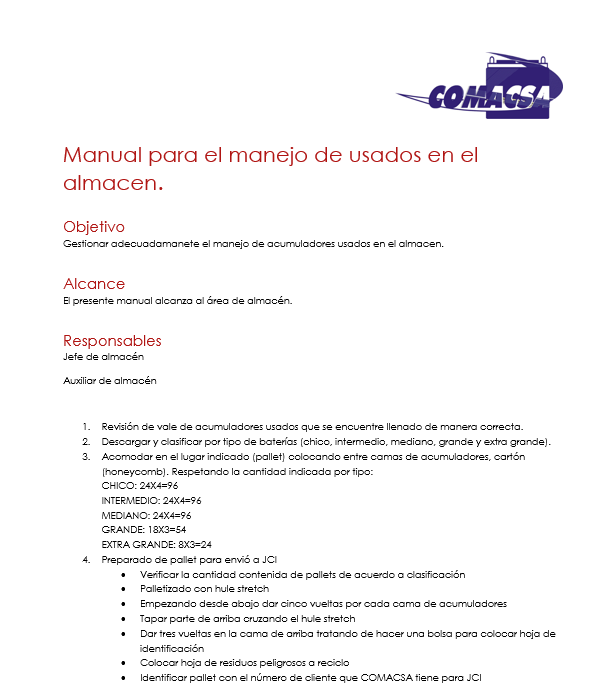 COMACSA
Manual para el manejo de usados en el
almacen.
Objetivo
Gestionar adecuadamanete el manejo de acumuladores usados en el almacen.
Alcance
El presente manual alcanza al área de almacén.
Responsables
Jefe de almacén
Auxiliar de almacén
1. Revisión de vale de acumuladores usados que se encuentre llenado de manera correcta.
2. Descargar y clasificar por tipo de baterías (chico, intermedio, mediano, grande y extra grande).
3. Acomodar en el lugar indicado (pallet) colocando entre camas de acumuladores, cartón
(honeycomb). Respetando la cantidad indicada por tipo:
CHICO: 24X4=96
INTERMEDIO: 24X4=96
MEDIANO: 24X4=96
GRANDE: 18X3=54
EXTRA GRANDE: 8X3=24
4. Preparado de pallet para envió a JCI
• Verificar la cantidad contenida de pallets de acuerdo a clasificación
• Palletizado con hule stretch
• Empezando desde abajo dar cinco vueltas por cada cama de acumuladores
• Tapar parte de arriba cruzando el hule stretch
• Dar tres vueltas en la cama de arriba tratando de hacer una bolsa para colocar hoja de
identificación
• Colocar hoja de residuos peligrosos a reciclo
• Identificar pallet con el número de cliente que COMACSA tiene para JCI